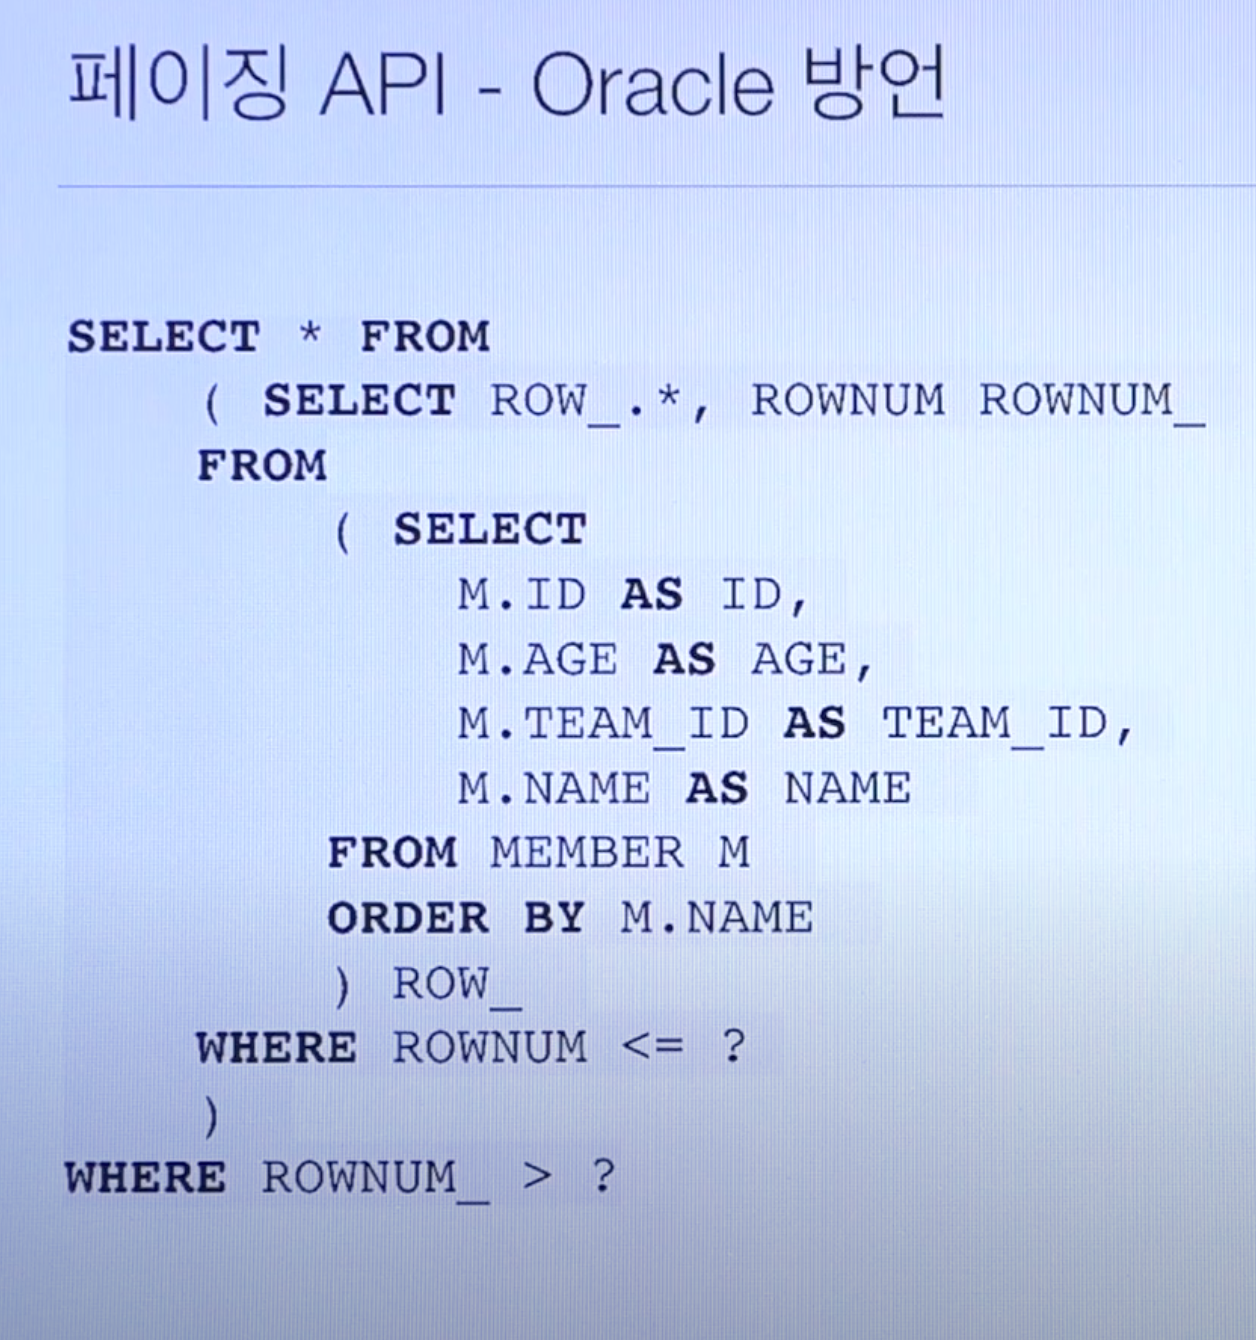 페이징 API - Oracle 방언
SELECT * FROM
( SELECT ROW_.*, ROWNUM ROWNUM_
FROM
( SELECT
M.ID AS ID,
M.AGE AS AGE,
M.TEAM_ID AS TEAM_ID,
M.NAME AS NAME
FROM MEMBER M
ORDER BY M.NAME
) ROW_
WHERE ROWNUM <= ?
)
WHERE ROWNUM_ > ?